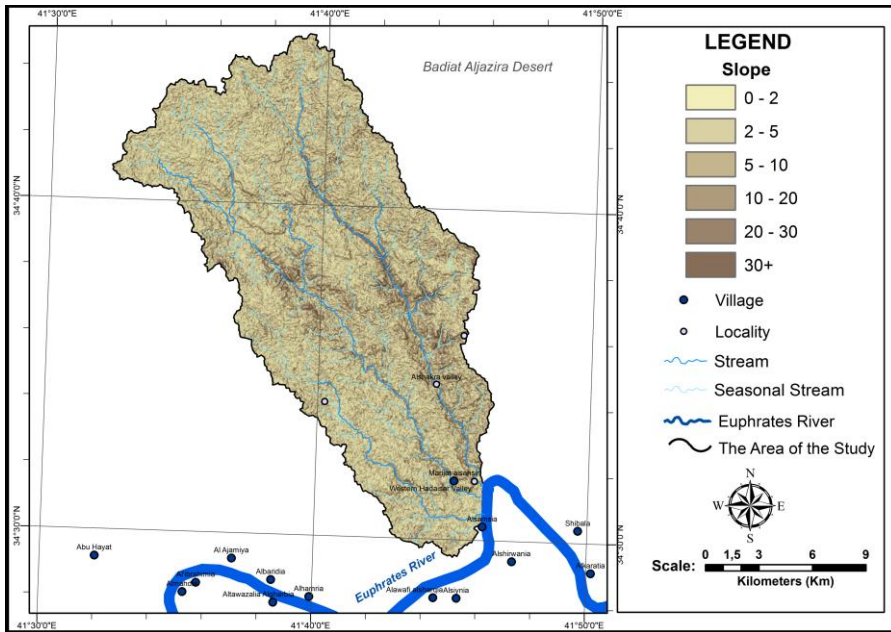 41°30'0"E
41°40'0"E
41°50'0"E
Badiat Aljazira Desert
34°40'0"N
34°40'0"N
34°30'0"N
34°30'0"N
valley
Western Hadaiser Valley
Shibala
Abu Hayat
Al Ajamiya
Albaridia
Alshirwania
Alhamria
Altawazalia
Alsiynia
Euphrates River
41°30'0"E
41°40'0"E
41°50'0"E
LEGEND
Slope
0 - 2
2 - 5
5 - 10
10 - 20
20 - 30
30+
Village
Locality
Stream
Seasonal Stream
Euphrates River
The Area of the Study
N
W
E
S
Scale:
0 1,5 3 6 9
Kilometers (Km)